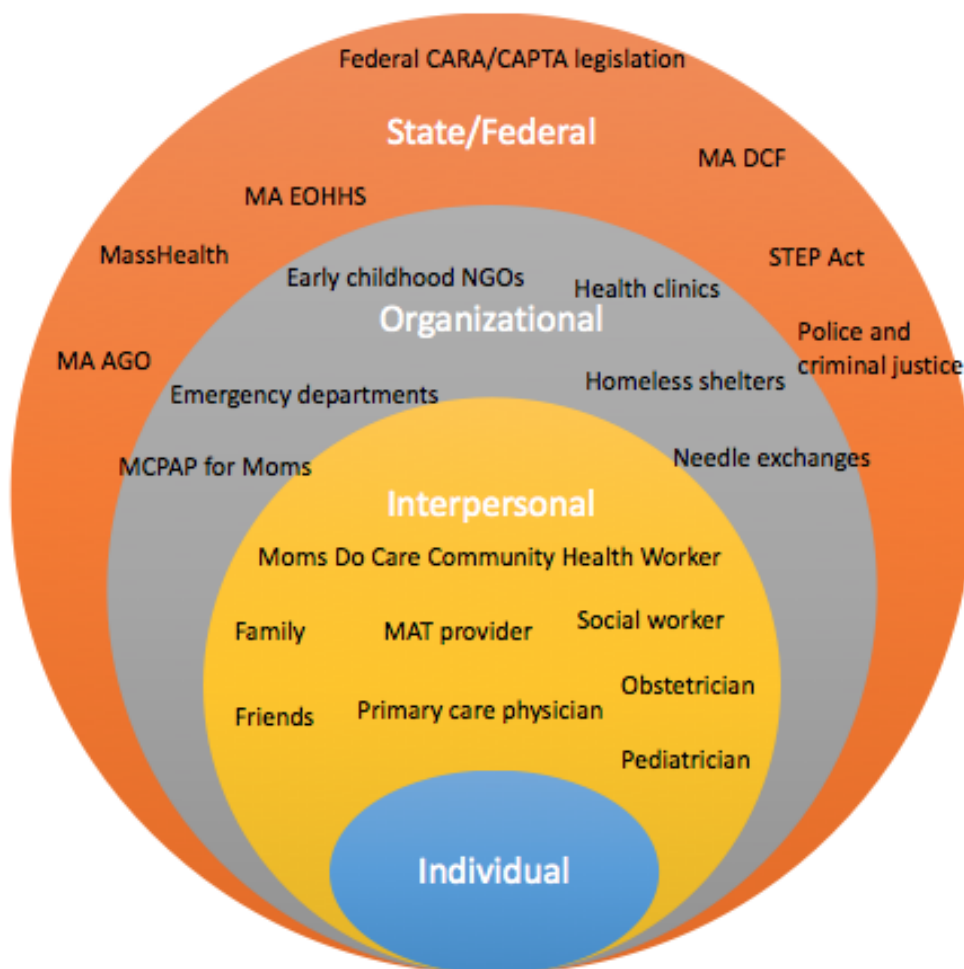 Federal CARA/CAPTA legislation
State/Federal
MA DCF
MA EOHHS
MassHealth
STEP Act
Early childhood NGOs
Health clinics
Organizational
Police and
criminal justice
MA AGO
Homeless shelters
Emergency departments
MCPAP for Moms
Needle exchanges
Interpersonal
Moms Do Care Community Health Worker
Family
MAT provider
Social worker
Obstetrician
Friends
Primary care physician
Pediatrician
Individual